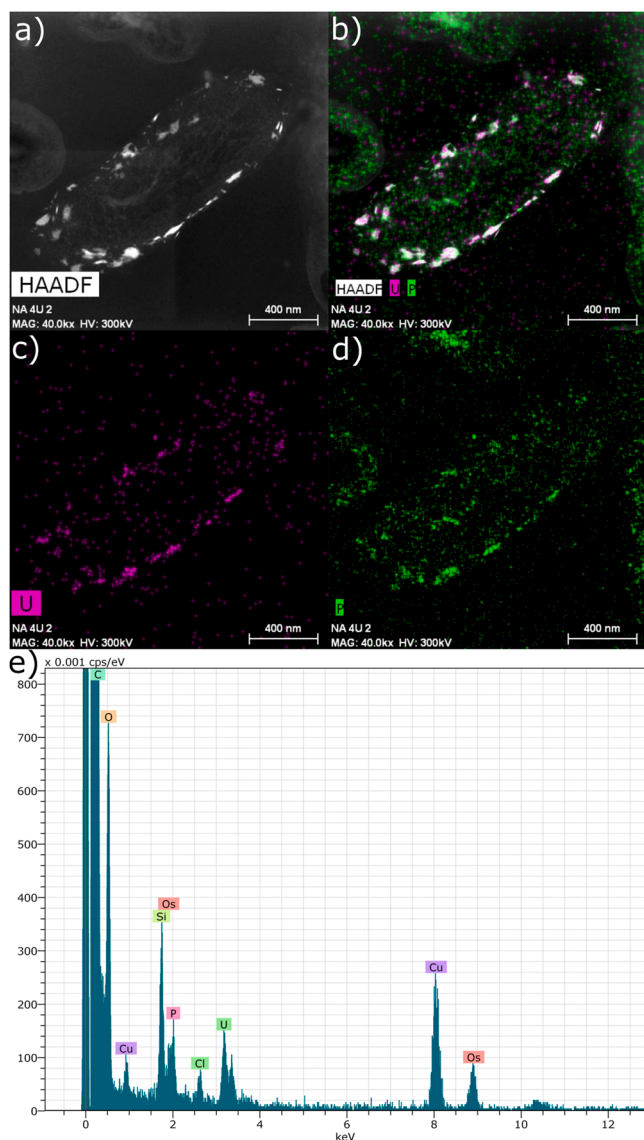 a)
HAADF
NA 4U 2
MAG: 40.0kx HV: 300kV
400 nm
b)
HAADF U P
NA 4U 2
MAG: 40.0kx HV: 300kV
400 nm
c)
U
NA 4U 2
MAG: 40.0kx HV: 300kV
400 nm
d)
P
NA 4U 2
MAG: 40.0kx HV: 300kV
400 nm
e)
x 0.001 cps/eV
800
700
600
500
400
300
200
100
0
C
O
Os
Si
P
Cu
Cl
U
Cu
Os
0 2 4 6 8 10 12
keV